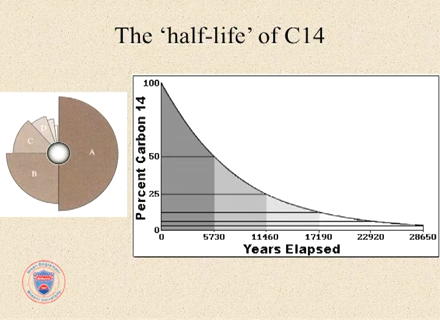 The ‘half-life’ of C14
A
B
C
D
Percent Carbon 14
100
50
25
0
0 5730 11460 17190 22920 28650
Years Elapsed